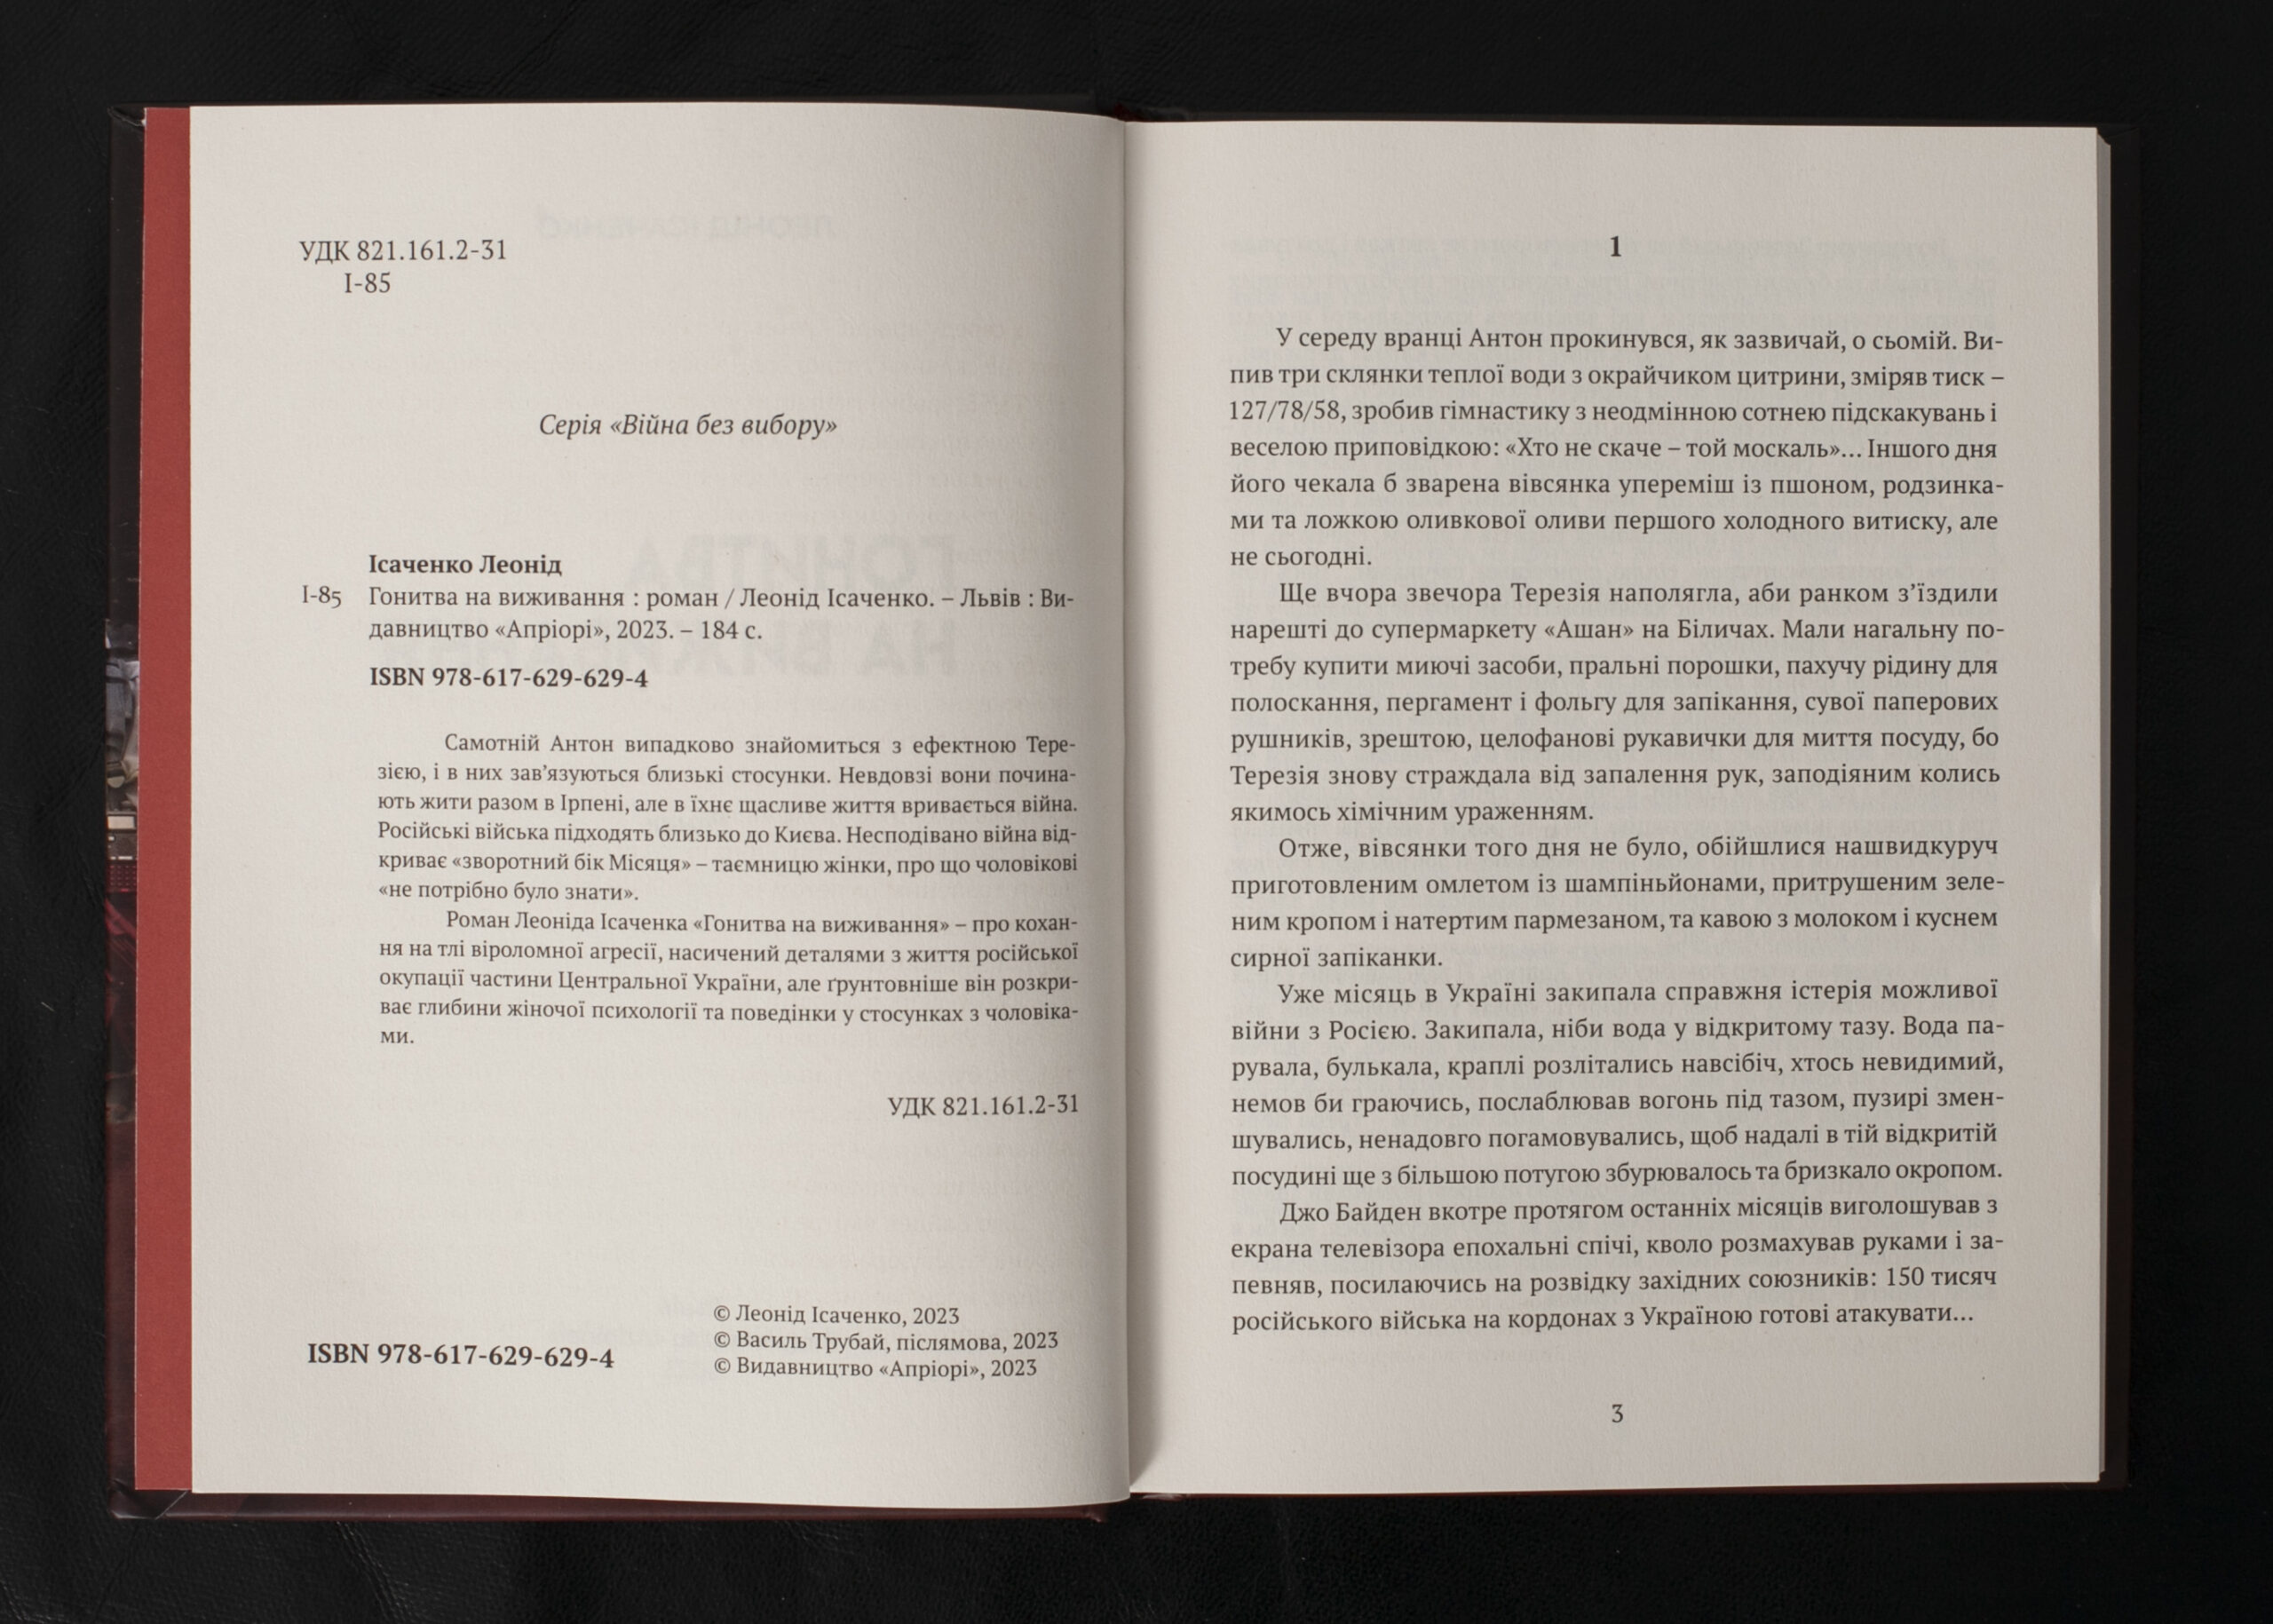 УДК 821.161.2-31
І-85
Серія «Війна без вибору»
Ісаченко Леонід
І-85 Гонитва на виживання : роман / Леонід Ісаченко. – Львів : Ви-
давництво «Апріорі», 2023. – 184 с.
ISBN 978-617-629-629-4
Самотній Антон випадково знайомиться з ефектною Тере-
зією, і в них зав’язуються близькі стосунки. Невдовзі вони почина-
ють жити разом в Ірпені, але в їхнє щасливе життя вривається війна.
Російські війська підходять близько до Києва. Несподівано війна від-
криває «зворотний бік Місяця» – таємницю жінки, про що чоловікові
«не потрібно було знати».
Роман Леоніда Ісаченка «Гонитва на виживання» – про кохан-
ня на тлі віроломної агресії, насичений деталями з життя російської
окупації частини Центральної України, але ґрунтовніше він розкри-
ває глибини жіночої психології та поведінки у стосунках з чоловіка-
ми.
УДК 821.161.2-31
ISBN 978-617-629-629-4
© Леонід Ісаченко, 2023
© Василь Трубай, післямова, 2023
© Видавництво «Апріорі», 2023
1
У середу вранці Антон прокинувся, як зазвичай, о сьомій. Ви-
пив три склянки теплої води з окрайчиком цитрини, зміряв тиск –
127/78/58, зробив гімнастику з неодмінною сотнею підскакувань і
веселою приповідкою: «Хто не скаче – той москаль»… Іншого дня
його чекала б зварена вівсянка упереміш із пшоном, родзинка-
ми та ложкою оливкової оливи першого холодного витиску, але
не сьогодні.
Ще вчора звечора Терезія наполягла, аби ранком з’їздили
нарешті до супермаркету «Ашан» на Біличах. Мали нагальну по-
требу купити миючі засоби, пральні порошки, пахучу рідину для
полоскання, пергамент і фольгу для запікання, сувої паперових
рушників, зрештою, целофанові рукавички для миття посуду, бо
Терезія знову страждала від запалення рук, заподіяним колись
якимось хімічним ураженням.
Отже, вівсянки того дня не було, обійшлися нашвидкуруч
приготовленим омлетом із шампіньйонами, притрушеним зеле-
ним кропом і натертим пармезаном, та кавою з молоком і куснем
сирної запіканки.
Уже місяць в Україні закипала справжня істерія можливої
війни з Росією. Закипала, ніби вода у відкритому тазу. Вода па-
рувала, булькала, краплі розлітались навсібіч, хтось невидимий,
немов би граючись, послаблював вогонь під тазом, пузирі змен-
шувались, ненадовго погамовувались, щоб надалі в тій відкритій
посудині ще з більшою потугою збурювалось та бризкало окропом.
Джо Байден вкотре протягом останніх місяців виголошував з
екрана телевізора епохальні спічі, кволо розмахував руками і за-
певняв, посилаючись на розвідку західних союзників: 150 тисяч
російського війська на кордонах з Україною готові атакувати…
3